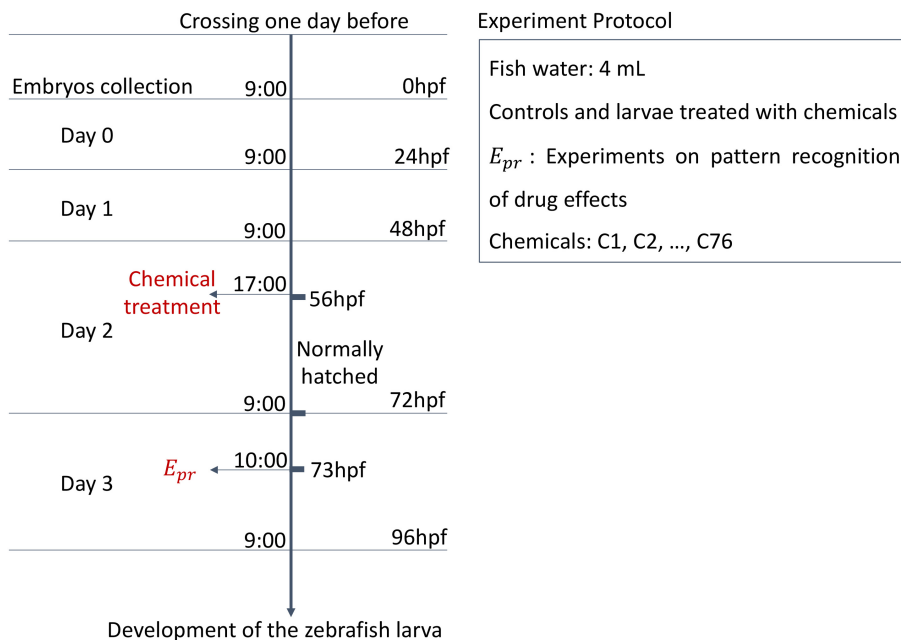 Crossing one day before
Embryos collection 9:00 0hpf
Day 0
9:00 24hpf
Day 1
9:00 48hpf
Chemical treatment
17:00
56hpf
Day 2
Normally
hatched
9:00 72hpf
10:00
E_pr
73hpf
Day 3
9:00 96hpf
Development of the zebrafish larva
Experiment Protocol
Fish water: 4 mL
Controls and larvae treated with chemicals
E_pr : Experiments on pattern recognition
of drug effects
Chemicals: C1, C2, ..., C76